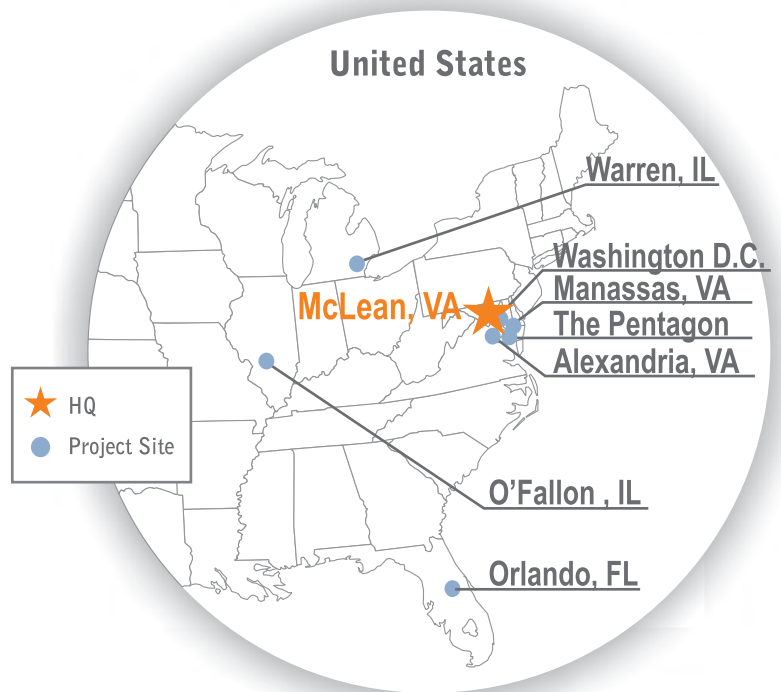 United States
Warren, IL
Washington D.C.
Manassas, VA
McLean, VA
The Pentagon
Alexandria, VA
HQ
Project Site
O'Fallon , IL
Orlando, FL